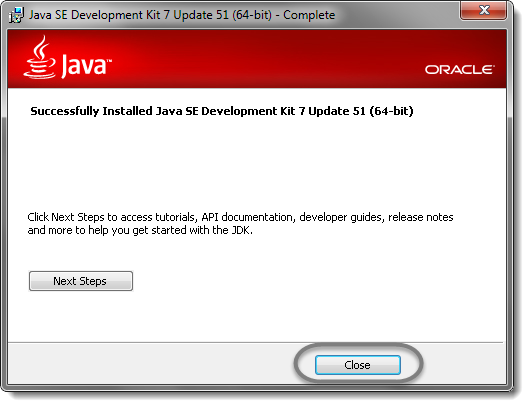 Java SE Development Kit 7 Update 51 (64-bit) - Complete
Java™
ORACLE®
Successfully Installed Java SE Development Kit 7 Update 51 (64-bit)
Click Next Steps to access tutorials, API documentation, developer guides, release notes
and more to help you get started with the JDK.
Next Steps
Close